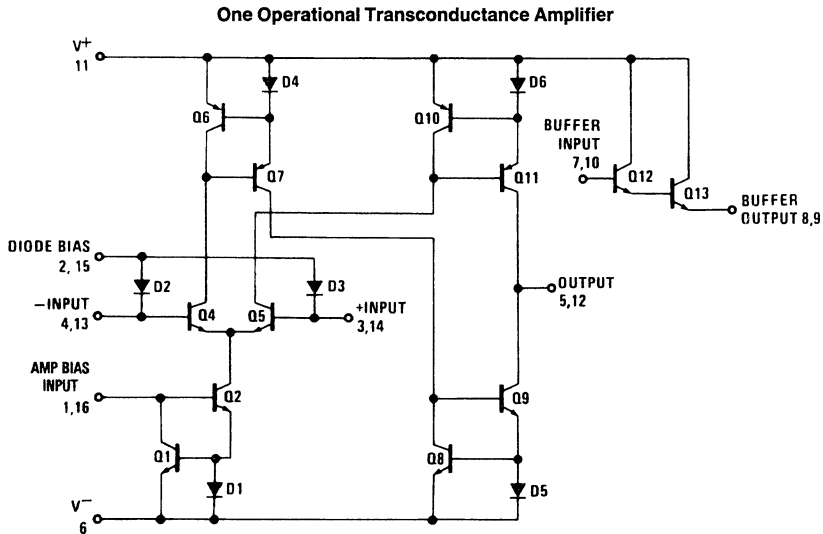 One Operational Transconductance Amplifier
V+
11
D4
D6
Q6
Q10
BUFFER
INPUT
7,10
Q7
Q11
Q12
Q13
BUFFER
OUTPUT 8,9
DIODE BIAS
2, 15
D2
D3
OUTPUT
5,12
—INPUT
4,13
Q4
Q5
+INPUT
3,14
AMP BIAS
INPUT
1,16
Q2
Q9
Q1
Q8
D1
D5
V—
6